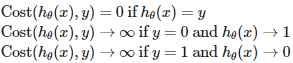 Cost(hθ(x), y) = 0 if hθ(x) = y
Cost(hθ(x), y) → ∞ if y = 0 and hθ(x) → 1
Cost(hθ(x), y) → ∞ if y = 1 and hθ(x) → 0